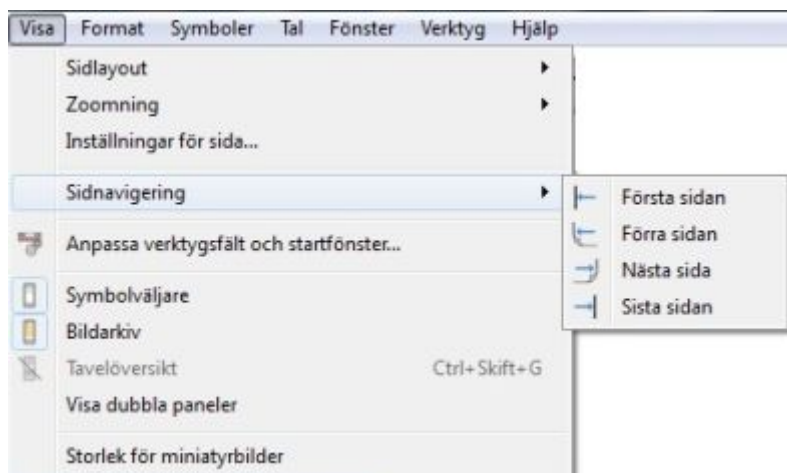 Visa Format Symboler Tal Fönster Verktyg Hjälp
Sidlayout
Zoomning
Inställningar för sida...
Sidnavigering
Första sidan
Förra sidan
Nästa sida
Sista sidan
Anpassa verktygsfält och startfönster...
Symbolväljare
Bildarkiv
Tavelöversikt Ctrl+Skift+G
Visa dubbla paneler
Storlek för miniatyrbilder